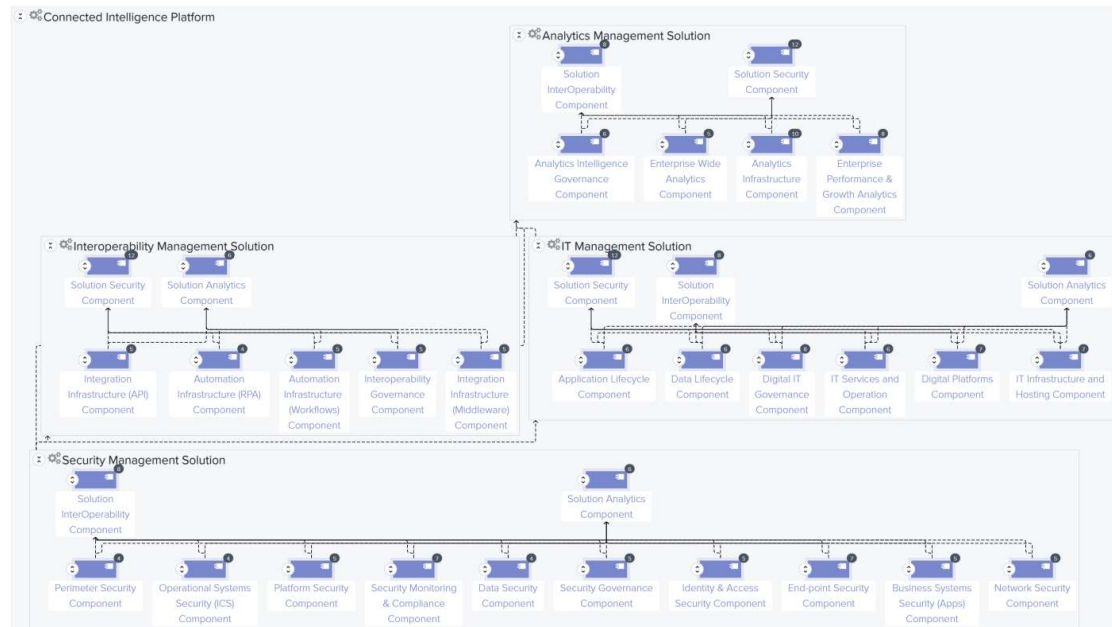 Connected Intelligence Platform
Analytics Management Solution
8
12
Solution
InterOperability
Component
Solution Security
Component
6
5
10
8
Analytics Intelligence
Governance
Component
Enterprise Wide
Analytics
Component
Analytics
Infrastructure
Component
Enterprise
Performance &
Growth Analytics
Component
Interoperability Management Solution
12
6
Solution Security
Component
Solution Analytics
Component
5
4
5
5
5
Integration
Infrastructure (API)
Component
Automation
Infrastructure (RPA)
Component
Automation
Infrastructure
(Workflows)
Component
Interoperability
Governance
Component
Integration
Infrastructure
(Middleware)
Component
IT Management Solution
12
8
6
Solution Security
Component
Solution
InterOperability
Component
Solution Analytics
Component
6
6
8
6
7
7
Application Lifecycle
Component
Data Lifecycle
Component
Digital IT
Governance
Component
IT Services and
Operation
Component
Digital Platforms
Component
IT Infrastructure and
Hosting Component
Security Management Solution
8
6
Solution
InterOperability
Component
Solution Analytics
Component
4
4
5
7
4
5
5
7
5
5
Perimeter Security
Component
Operational Systems
Security (ICS)
Component
Platform Security
Component
Security Monitoring
& Compliance
Component
Data Security
Component
Security Governance
Component
Identity & Access
Security Component
End-point Security
Component
Business Systems
Security (Apps)
Component
Network Security
Component